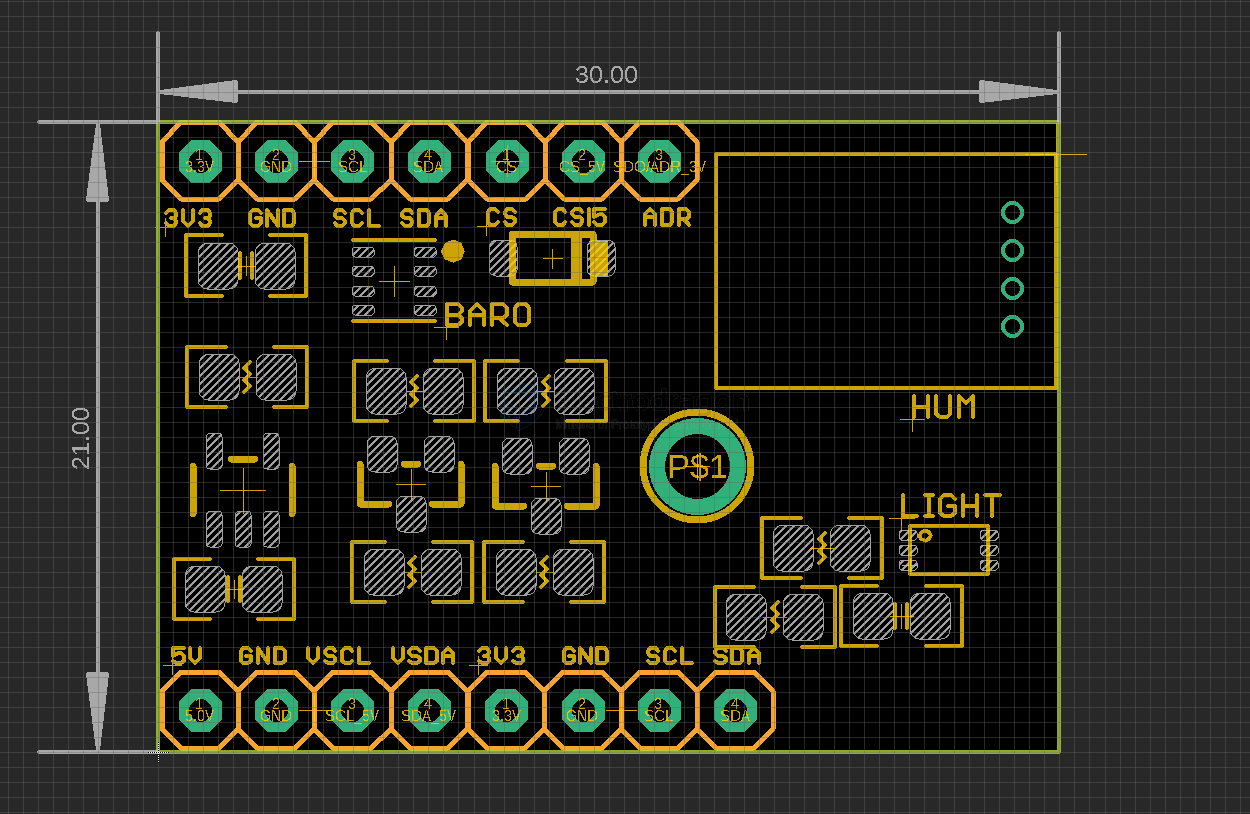 30.00
21.00
1 2 3 4 1 2 3
3.3V GND SCL SDA CS CS_5V SDO/ADR_3V
3V3 GND SCL SDA CS CSI5 ADR
BARO
HUM
P$1
LIGHT
5V GND VSCL VSDA 3V3 GND SCL SDA
1 2 3 4 1 2 3 4
5.0V GND SCL_5V SDA_5V 3.3V GND SCL SDA